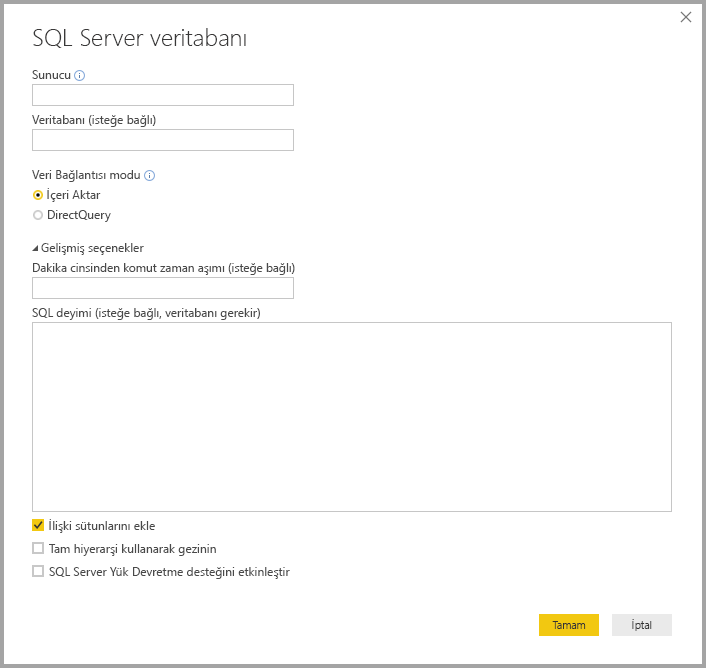 SQL Server veritabanı
Sunucu
Veritabanı (isteğe bağlı)
Veri Bağlantısı modu
İçeri Aktar
DirectQuery
Gelişmiş seçenekler
Dakika cinsinden komut zaman aşımı (isteğe bağlı)
SQL deyimi (isteğe bağlı, veritabanı gerekir)
İlişki sütunlarını ekle
Tam hiyerarşi kullanarak gezinin
SQL Server Yük Devretme desteğini etkinleştir
Tamam İptal